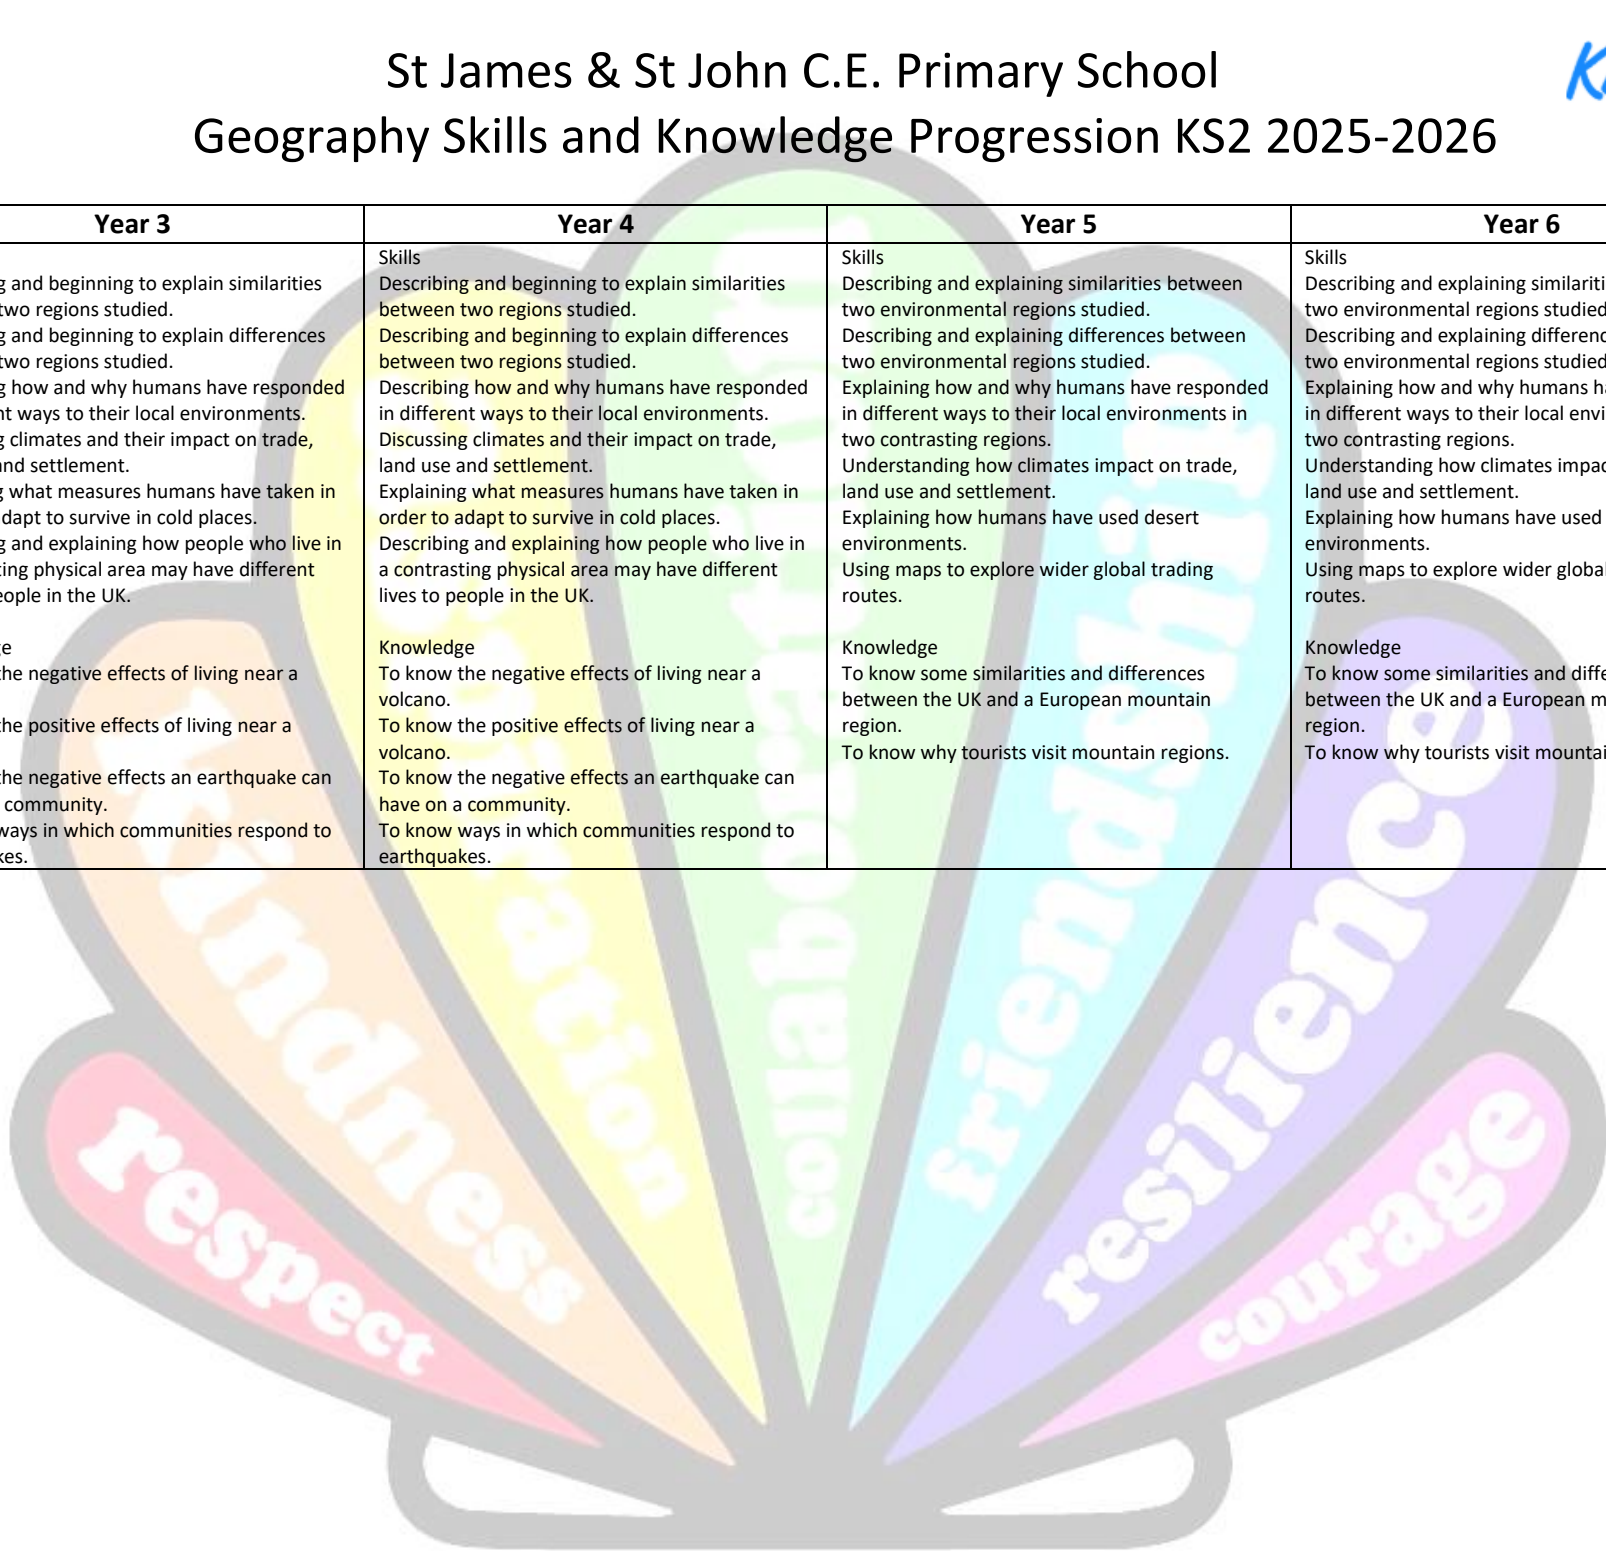 St James & St John C.E. Primary School
Geography Skills and Knowledge Progression KS2 2025-2026
Year 3
and beginning to explain similarities
two regions studied.
and beginning to explain differences
two regions studied.
how and why humans have responded
ways to their local environments.
climates and their impact on trade,
and settlement.
what measures humans have taken in
adapt to survive in cold places.
and explaining how people who live in
physical area may have different
people in the UK.
the negative effects of living near a
the positive effects of living near a
the negative effects an earthquake can
community.
ways in which communities respond to
Year 4
Skills
Describing and beginning to explain similarities
between two regions studied.
Describing and beginning to explain differences
between two regions studied.
Describing how and why humans have responded
in different ways to their local environments.
Discussing climates and their impact on trade,
land use and settlement.
Explaining what measures humans have taken in
order to adapt to survive in cold places.
Describing and explaining how people who live in
a contrasting physical area may have different
lives to people in the UK.
Knowledge
To know the negative effects of living near a
volcano.
To know the positive effects of living near a
volcano.
To know the negative effects an earthquake can
have on a community.
To know ways in which communities respond to
earthquakes.
Year 5
Skills
Describing and explaining similarities between
two environmental regions studied.
Describing and explaining differences between
two environmental regions studied.
Explaining how and why humans have responded
in different ways to their local environments in
two contrasting regions.
Understanding how climates impact on trade,
land use and settlement.
Explaining how humans have used desert
environments.
Using maps to explore wider global trading
routes.
Knowledge
To know some similarities and differences
between the UK and a European mountain
region.
To know why tourists visit mountain regions.
Year 6
Skills
Describing and explaining
two environmental regions studied
Describing and explaining
two environmental regions studied
Explaining how and why humans
in different ways to their local
two contrasting regions.
Understanding how climates
land use and settlement.
Explaining how humans have used
environments.
Using maps to explore wider global
routes.
Knowledge
To know some similarities and
between the UK and a European
region.
To know why tourists visit
respect
kindness
collaboration
friendship
resilience
courage